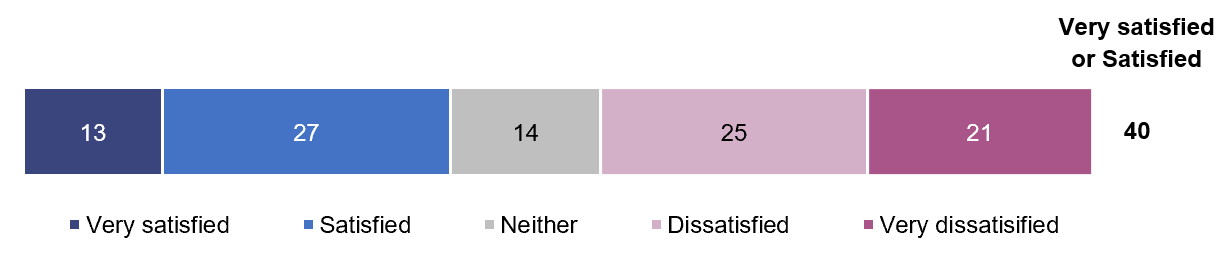 Very satisfied
or Satisfied
13 27 14 25 21 40
Very satisfied Satisfied Neither Dissatisfied Very dissatisified